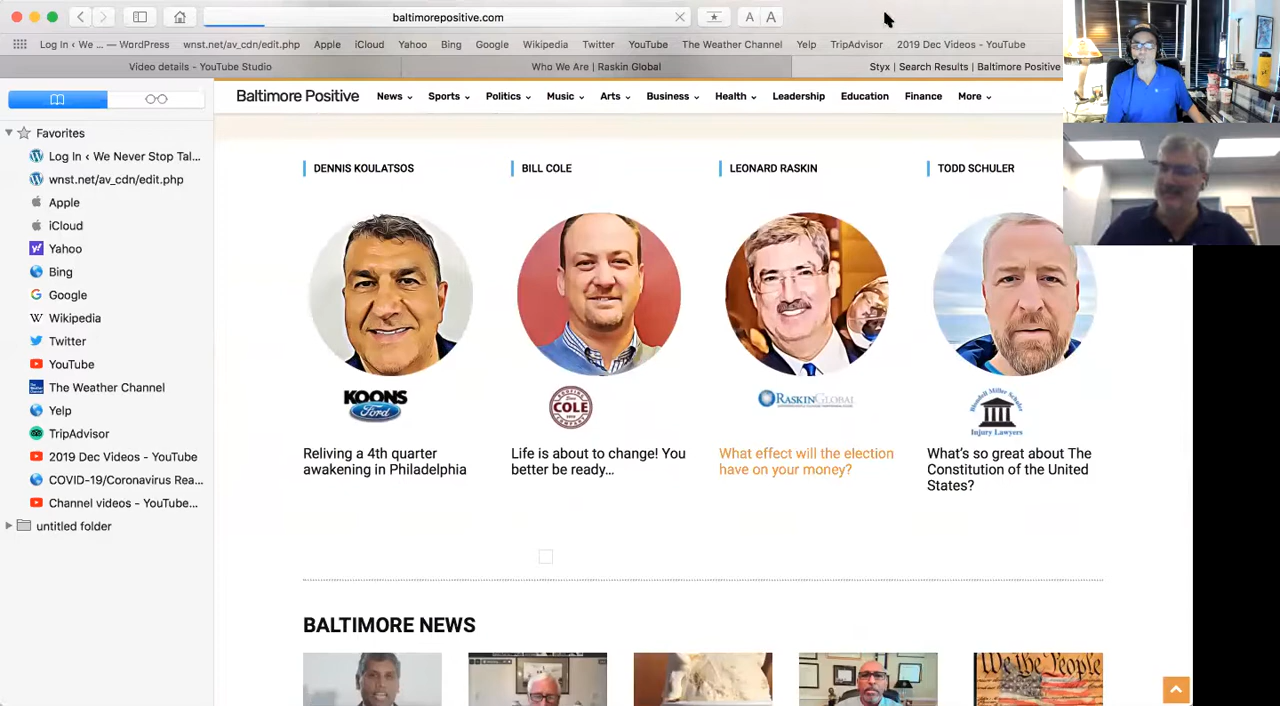 baltimorepositive.com
A A
Log In ‹ We ... — WordPress wnst.net/av_cdn/edit.php Apple iCloud Yahoo Bing Google Wikipedia Twitter YouTube The Weather Channel Yelp TripAdvisor 2019 Dec Videos - YouTube
Video details - YouTube Studio Who We Are | Raskin Global Styx | Search Results | Baltimore Positive
Baltimore Positive News Sports Politics Music Arts Business Health Leadership Education Finance More
Favorites
Log In ‹ We Never Stop Tal...
wnst.net/av_cdn/edit.php
Apple
iCloud
Yahoo
Bing
Google
Wikipedia
Twitter
YouTube
The Weather Channel
Yelp
TripAdvisor
2019 Dec Videos - YouTube
COVID-19/Coronavirus Rea...
Channel videos - YouTube...
untitled folder
DENNIS KOULATSOS
KOONS
Ford
Reliving a 4th quarter
awakening in Philadelphia
BILL COLE
COLE
Life is about to change! You
better be ready...
LEONARD RASKIN
RASKIN GLOBAL
What effect will the election
have on your money?
TODD SCHULER
Blondell Miller Schuler
Injury Lawyers
What's so great about The
Constitution of the United
States?
BALTIMORE NEWS
We the People